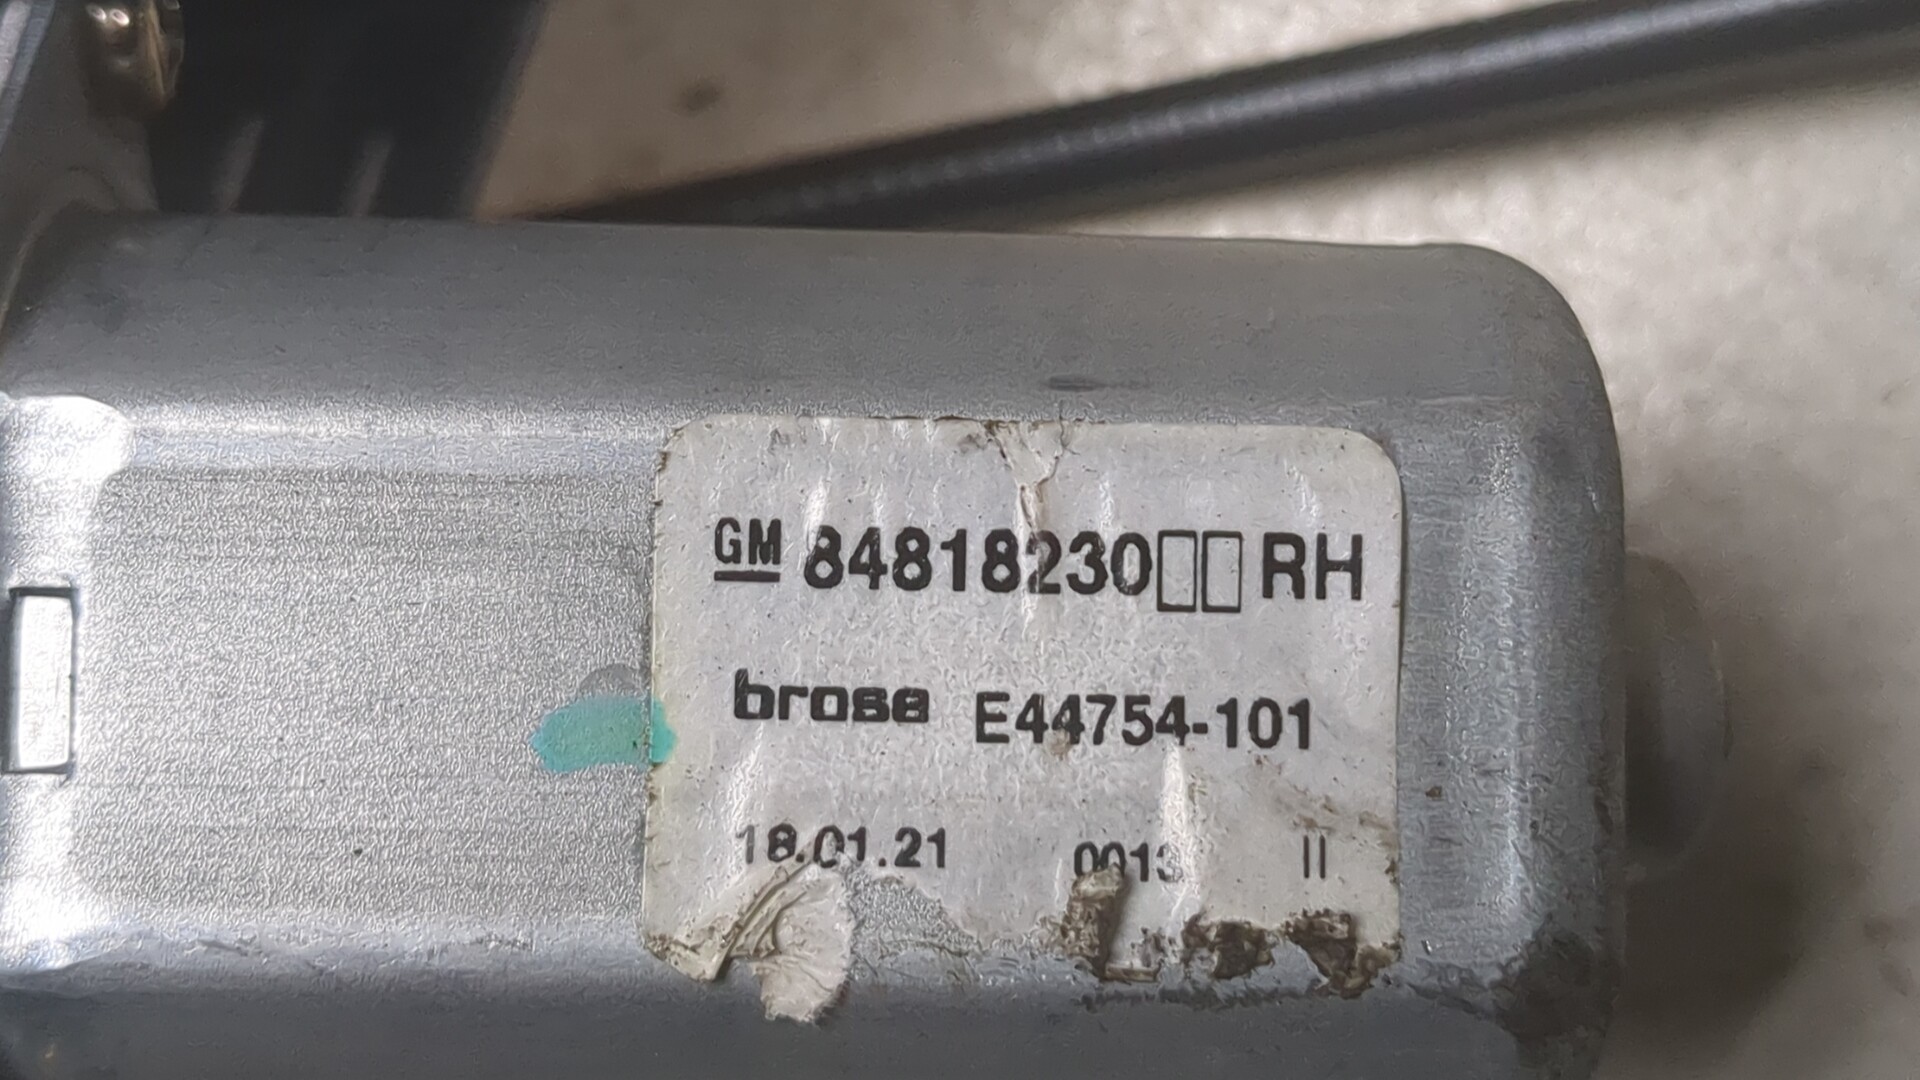 GM 84818230□□ RH
brose E44754-101
18.01.21 0013 II